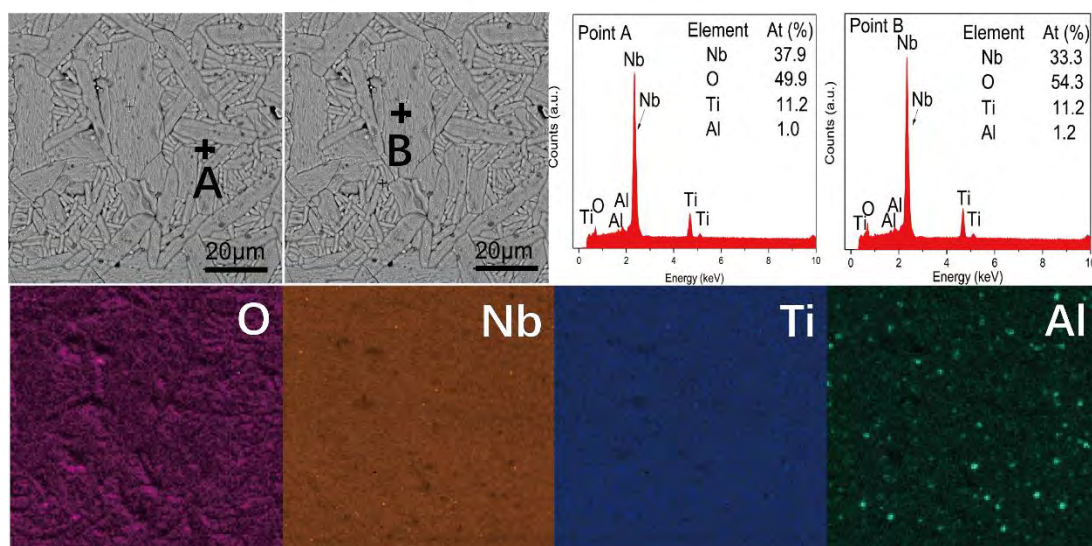 A
20μm
B
20μm
Point A
Element At (%)
Nb 37.9
O 49.9
Ti 11.2
Al 1.0
Nb
Nb
Ti
O
Al
Al
Ti
Ti
Counts (a.u.)
0 2 4 6 8 10
Energy (keV)
Point B
Element At (%)
Nb 33.3
O 54.3
Ti 11.2
Al 1.2
Nb
Nb
Ti
O
Al
Al
Ti
Ti
Counts (a.u.)
0 2 4 6 8 10
Energy (keV)
O
Nb
Ti
Al